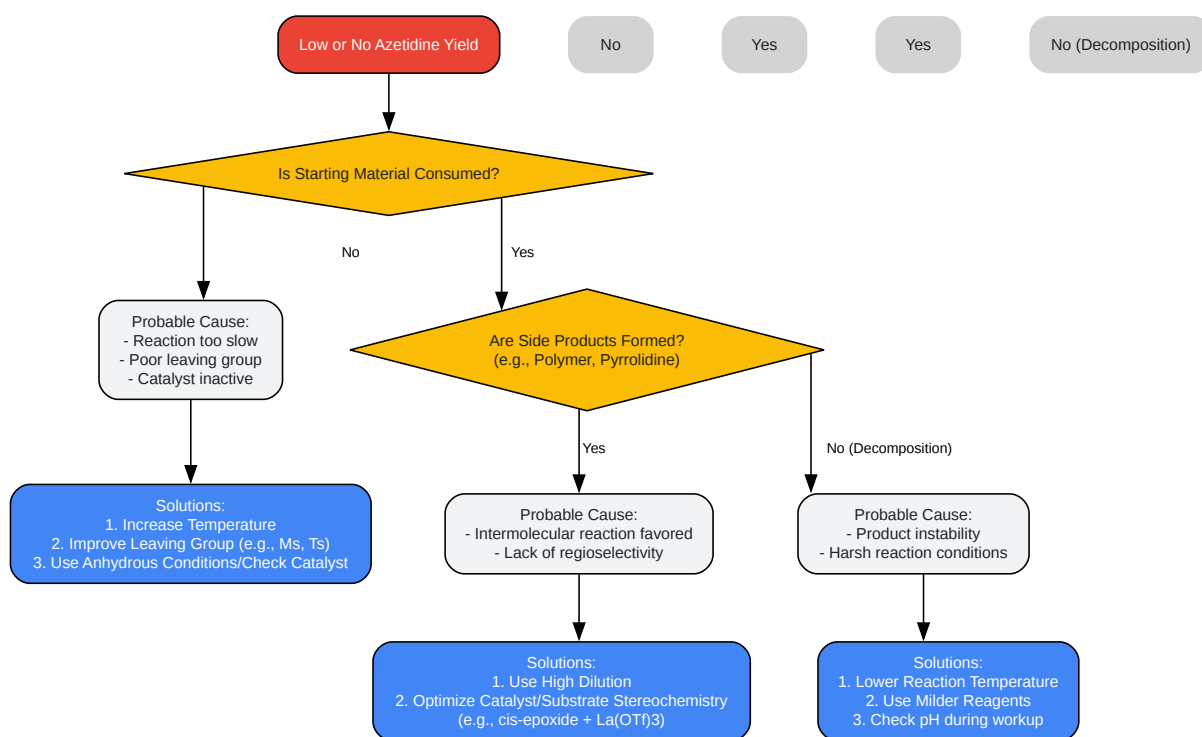 Low or No Azetidine Yield
No
Yes
Yes
No (Decomposition)
Is Starting Material Consumed?
No
Yes
Probable Cause:
- Reaction too slow
- Poor leaving group
- Catalyst inactive
Are Side Products Formed?
(e.g., Polymer, Pyrrolidine)
Yes
No (Decomposition)
Solutions:
1. Increase Temperature
2. Improve Leaving Group (e.g., Ms, Ts)
3. Use Anhydrous Conditions/Check Catalyst
Probable Cause:
- Intermolecular reaction favored
- Lack of regioselectivity
Probable Cause:
- Product instability
- Harsh reaction conditions
Solutions:
1. Use High Dilution
2. Optimize Catalyst/Substrate Stereochemistry
(e.g., cis-epoxide + La(OTf)3)
Solutions:
1. Lower Reaction Temperature
2. Use Milder Reagents
3. Check pH during workup